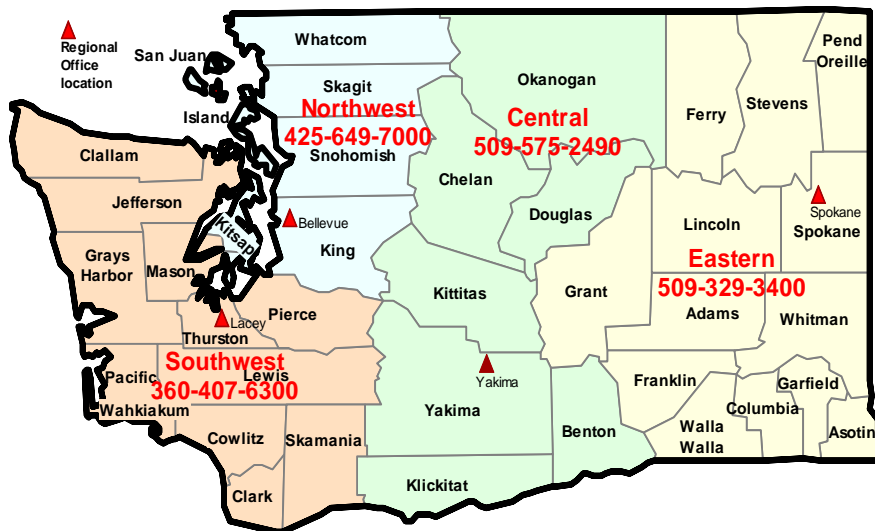 Regional
Office
location
San Juan
Island
Whatcom
Skagit
Northwest
425-649-7000
Snohomish
King
Bellevue
Kitsap
Clallam
Jefferson
Grays
Harbor
Mason
Pierce
Lacey
Thurston
Southwest
360-407-6300
Lewis
Pacific
Wahkiakum
Cowlitz
Skamania
Clark
Okanogan
Central
509-575-2490
Chelan
Douglas
Kittitas
Yakima
Yakima
Benton
Klickitat
Pend
Oreille
Stevens
Ferry
Spokane
Spokane
Lincoln
Eastern
509-329-3400
Grant
Adams
Whitman
Franklin
Garfield
Columbia
Walla
Walla
Asotin